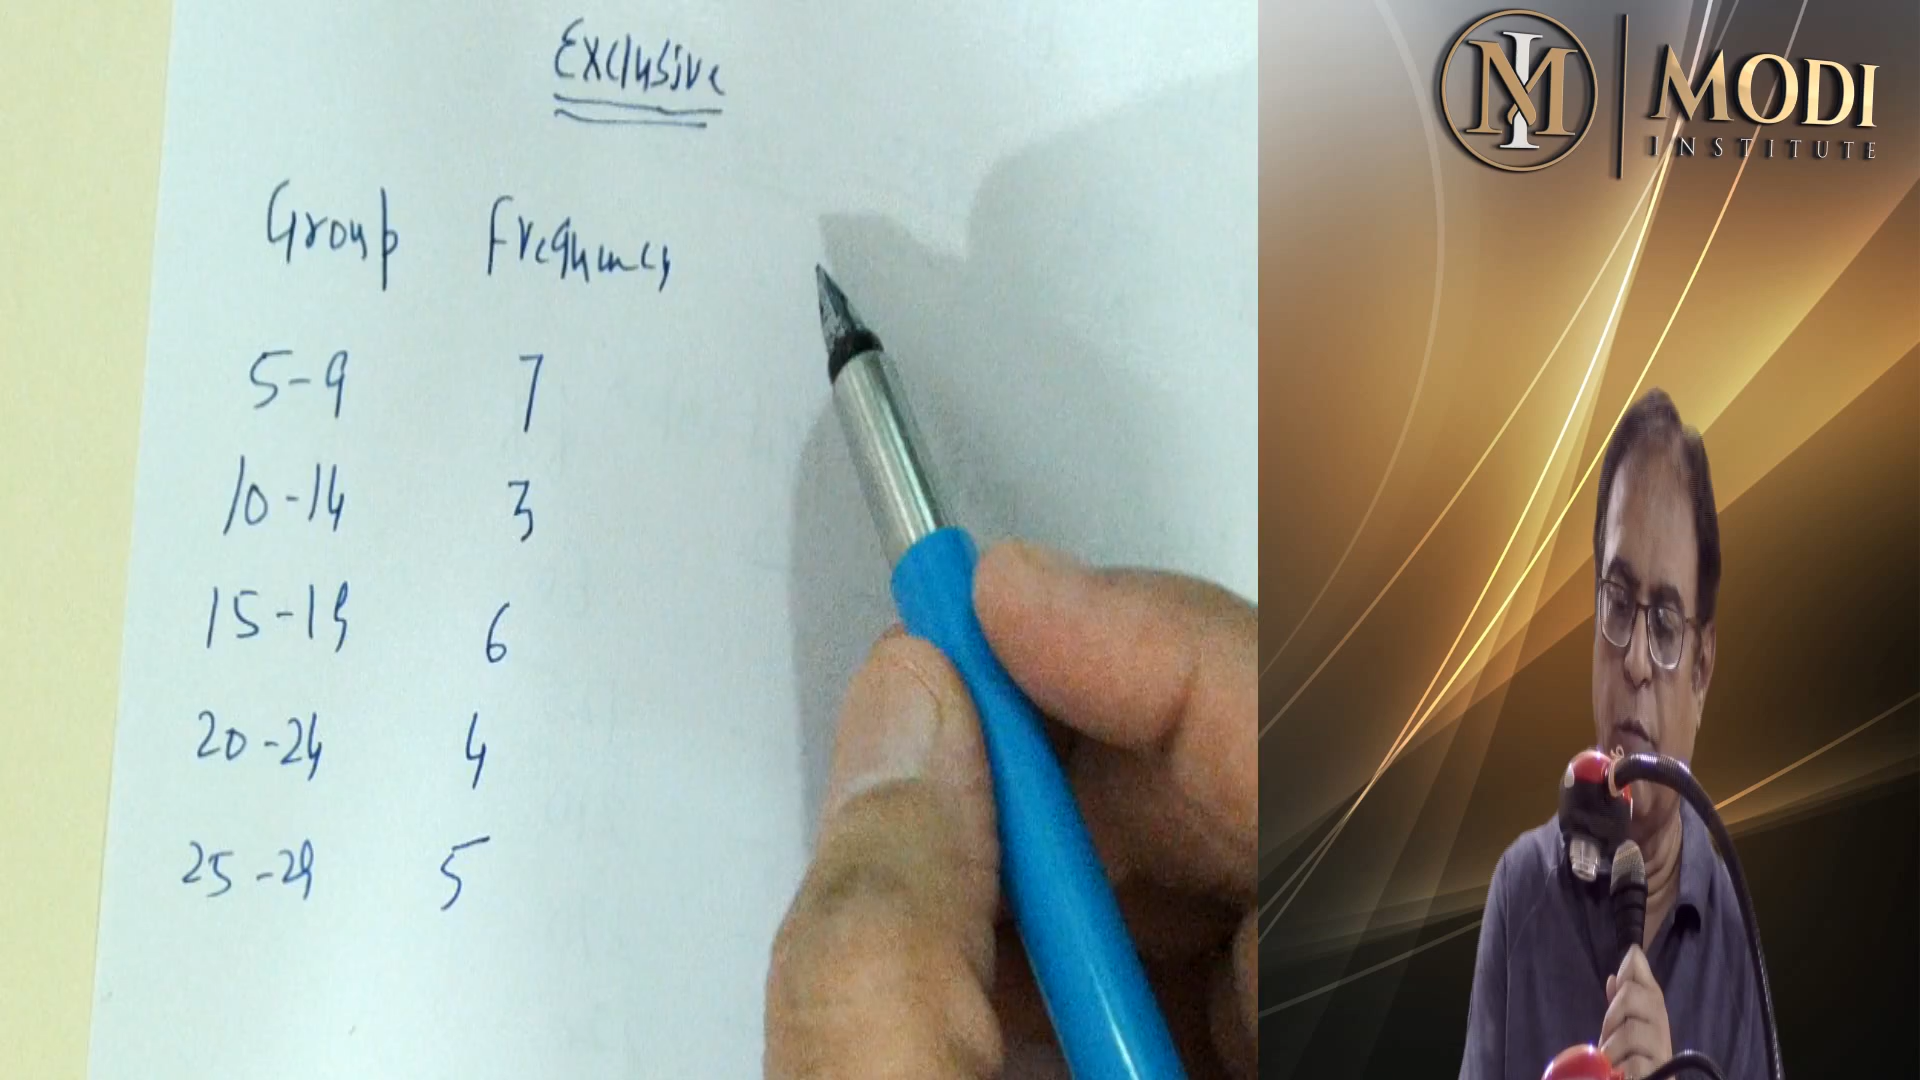 Exclusive
Group Frequency
5-9 7
10-14 3
15-19 6
20-24 4
25-29 5
MI MODI
INSTITUTE